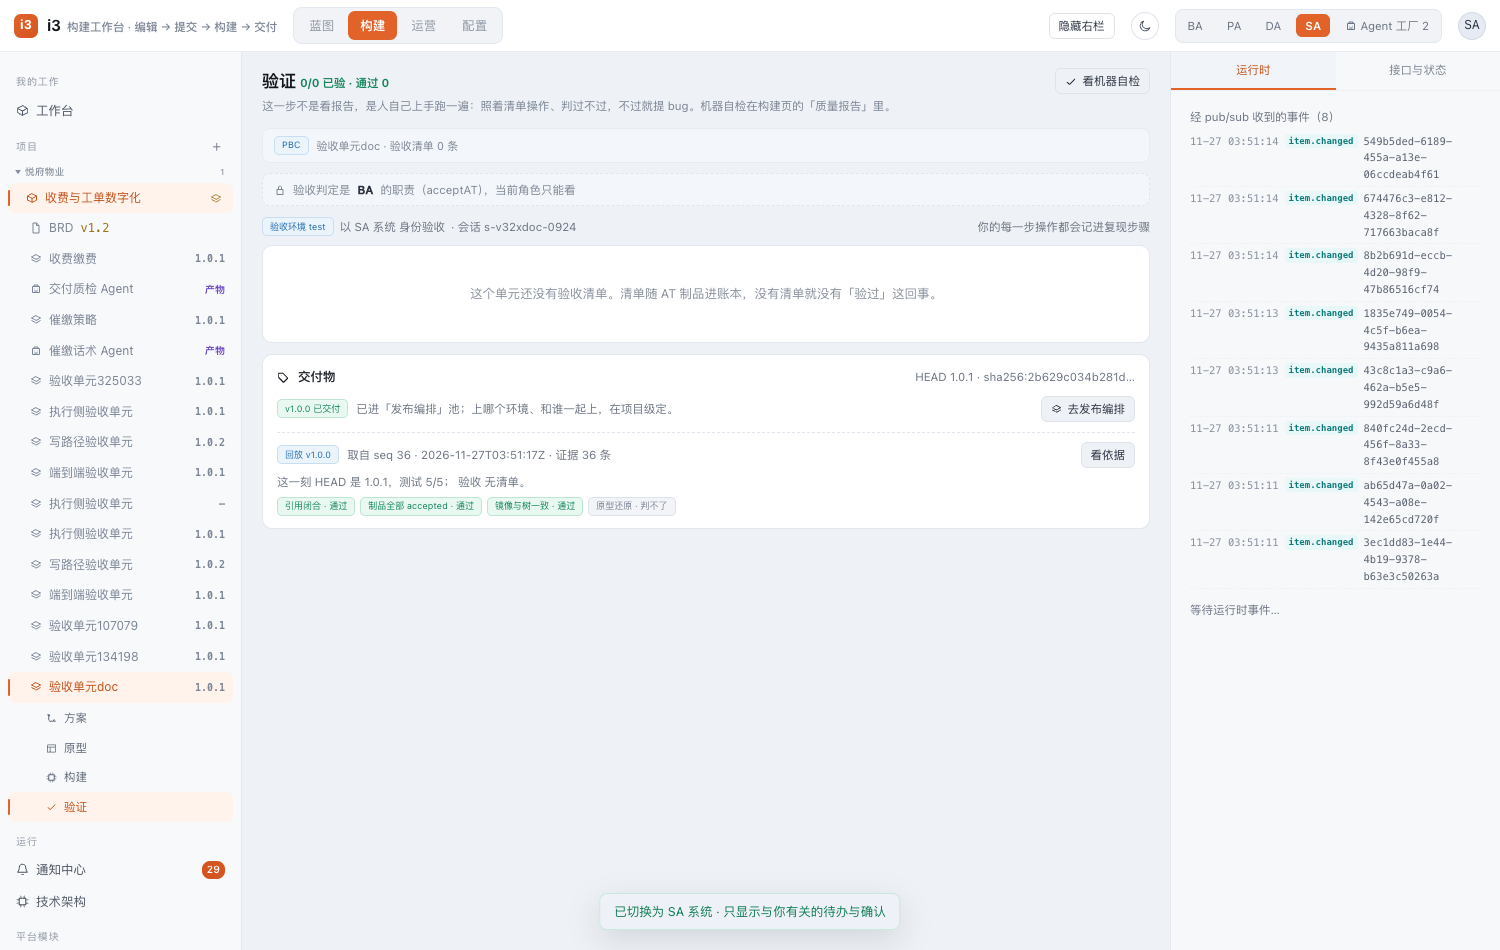 i3 i3 构建工作台 · 编辑 → 提交 → 构建 → 交付 蓝图 构建 运营 配置 隐藏右栏 BA PA DA SA Agent 工厂 2 SA
我的工作
工作台
项目 +
悦府物业 1
收费与工单数字化
BRD v1.2
收费缴费 1.0.1
交付质检 Agent 产物
催缴策略 1.0.1
催缴话术 Agent 产物
验收单元325033 1.0.1
执行侧验收单元 1.0.1
写路径验收单元 1.0.2
端到端验收单元 1.0.1
执行侧验收单元 —
执行侧验收单元 1.0.1
写路径验收单元 1.0.2
端到端验收单元 1.0.1
验收单元107079 1.0.1
验收单元134198 1.0.1
验收单元doc 1.0.1
方案
原型
构建
验证
运行
通知中心 29
技术架构
平台模块
验证 0/0 已验 · 通过 0 看机器自检
这一步不是看报告，是人自己上手跑一遍：照着清单操作、判过不过，不过就提 bug。机器自检在构建页的「质量报告」里。
PBC 验收单元doc · 验收清单 0 条
验收判定是 BA 的职责（acceptAT），当前角色只能看
验收环境 test 以 SA 系统 身份验收 · 会话 s-v32xdoc-0924 你的每一步操作都会记进复现步骤
这个单元还没有验收清单。清单随 AT 制品进账本，没有清单就没有「验过」这回事。
交付物 HEAD 1.0.1 · sha256:2b629c034b281d...
v1.0.0 已交付 已进「发布编排」池；上哪个环境、和谁一起上，在项目级定。 去发布编排
回放 v1.0.0 取自 seq 36 · 2026-11-27T03:51:17Z · 证据 36 条 看依据
这一刻 HEAD 是 1.0.1，测试 5/5； 验收 无清单。
引用闭合 · 通过 制品全部 accepted · 通过 镜像与树一致 · 通过 原型还原 · 判不了
已切换为 SA 系统 · 只显示与你有关的待办与确认
运行时 接口与状态
经 pub/sub 收到的事件（8）
11-27 03:51:14 item.changed 549b5ded-6189-
455a-a13e-
06ccdeab4f61
11-27 03:51:14 item.changed 674476c3-e812-
4328-8f62-
717663baca8f
11-27 03:51:14 item.changed 8b2b691d-eccb-
4d20-98f9-
47b86516cf74
11-27 03:51:13 item.changed 1835e749-0054-
4c5f-b6ea-
9435a811a698
11-27 03:51:13 item.changed 43c8c1a3-c9a6-
462a-b5e5-
992d59a6d48f
11-27 03:51:11 item.changed 840fc24d-2ecd-
456f-8a33-
8f43e0f455a8
11-27 03:51:11 item.changed ab65d47a-0a02-
4543-a08e-
142e65cd720f
11-27 03:51:11 item.changed 3ec1dd83-1e44-
4b19-9378-
b63e3c50263a
等待运行时事件…